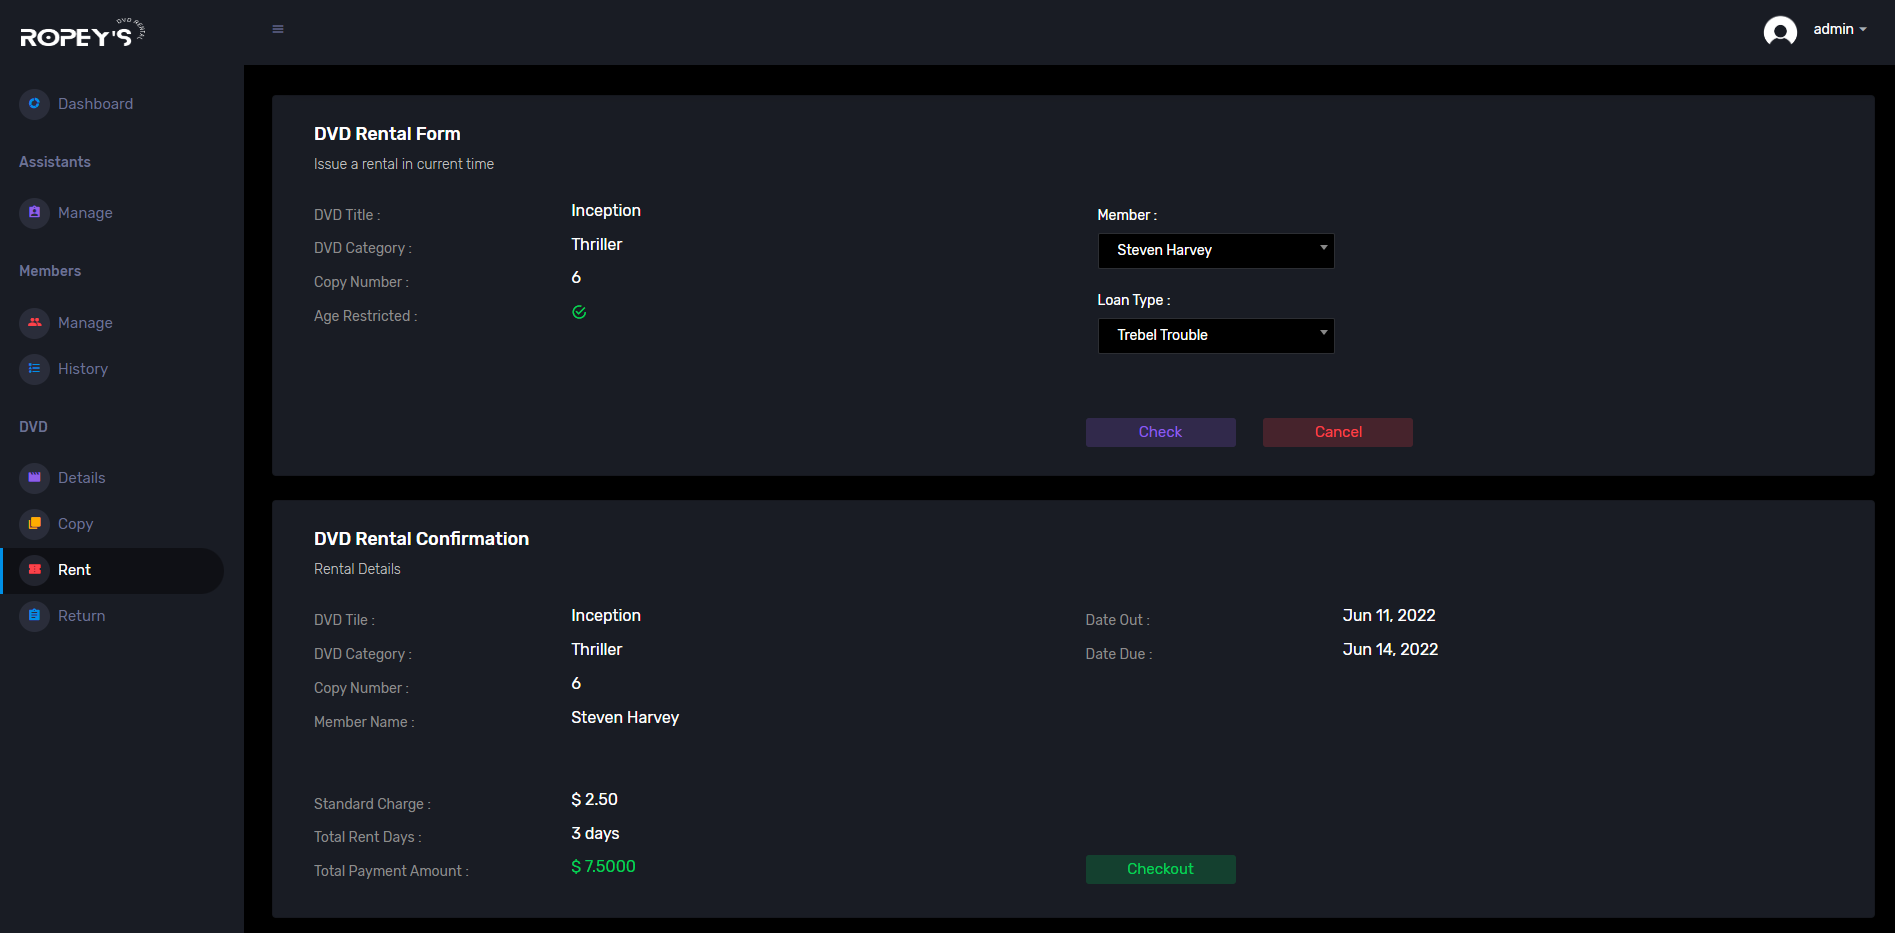 ROPEY'S DVD RENTAL
admin
Dashboard
Assistants
Manage
Members
Manage
History
DVD
Details
Copy
Rent
Return
DVD Rental Form
Issue a rental in current time
DVD Title : Inception
DVD Category : Thriller
Copy Number : 6
Age Restricted :
Member :
Steven Harvey
Loan Type :
Trebel Trouble
Check Cancel
DVD Rental Confirmation
Rental Details
DVD Tile : Inception Date Out : Jun 11, 2022
DVD Category : Thriller Date Due : Jun 14, 2022
Copy Number : 6
Member Name : Steven Harvey
Standard Charge : $ 2.50
Total Rent Days : 3 days
Total Payment Amount : $ 7.5000 Checkout